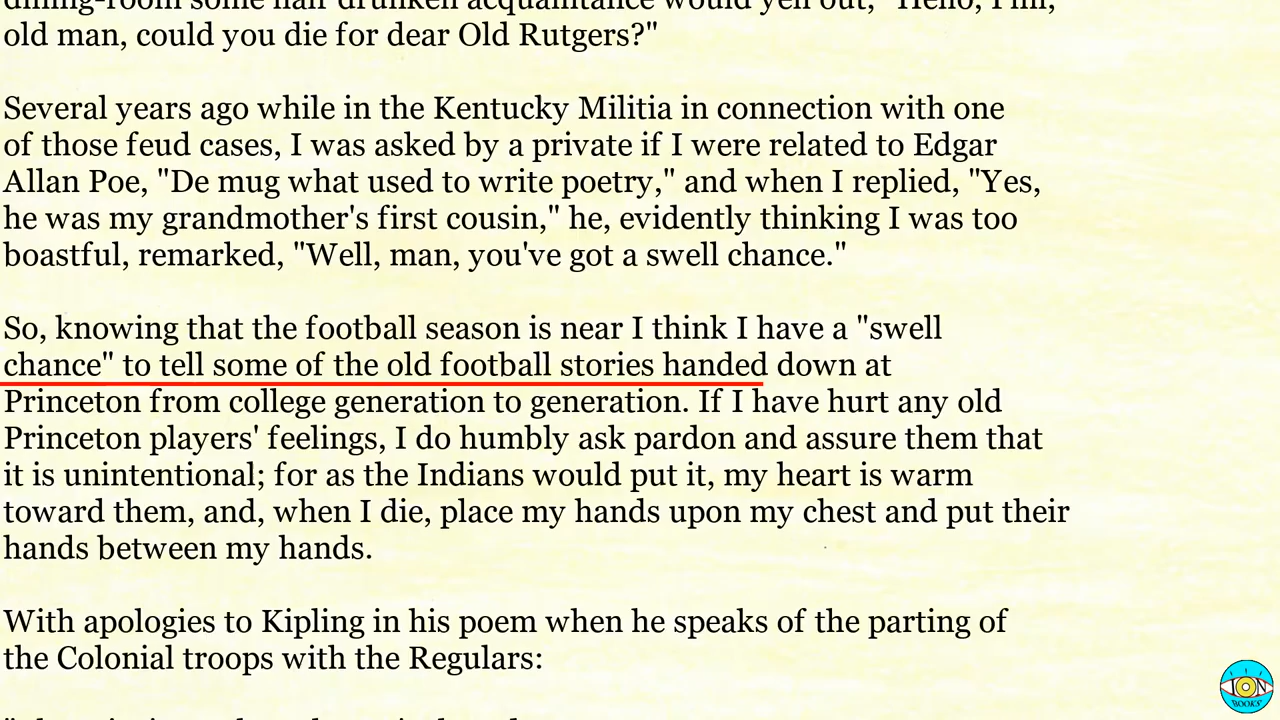 old man, could you die for dear Old Rutgers?"
Several years ago while in the Kentucky Militia in connection with one
of those feud cases, I was asked by a private if I were related to Edgar
Allan Poe, "De mug what used to write poetry," and when I replied, "Yes,
he was my grandmother's first cousin," he, evidently thinking I was too
boastful, remarked, "Well, man, you've got a swell chance."
So, knowing that the football season is near I think I have a "swell
chance" to tell some of the old football stories handed down at
Princeton from college generation to generation. If I have hurt any old
Princeton players' feelings, I do humbly ask pardon and assure them that
it is unintentional; for as the Indians would put it, my heart is warm
toward them, and, when I die, place my hands upon my chest and put their
hands between my hands.
With apologies to Kipling in his poem when he speaks of the parting of
the Colonial troops with the Regulars:
ION
BOOKS